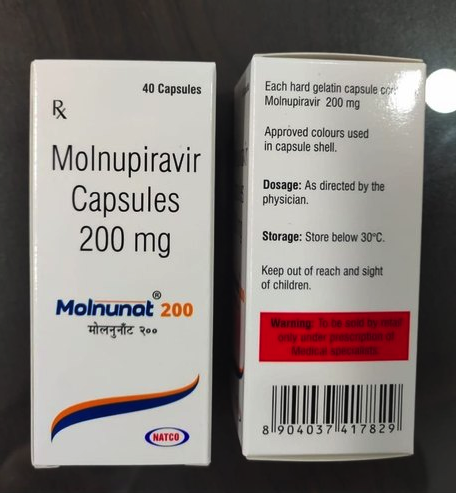 40 Capsules
Rx
Molnupiravir
Capsules
200 mg
Molnunat® 200
मोलनुनॅट २००
NATCO
Each hard gelatin capsule
Molnupiravir 200 mg
Approved colours used
in capsule shell.
Dosage: As directed by the
physician.
Storage: Store below 30ºC.
Keep out of reach and sight
of children.
Warning: To be sold by retail
only under prescription of
Medical specialists
8 904037 417829